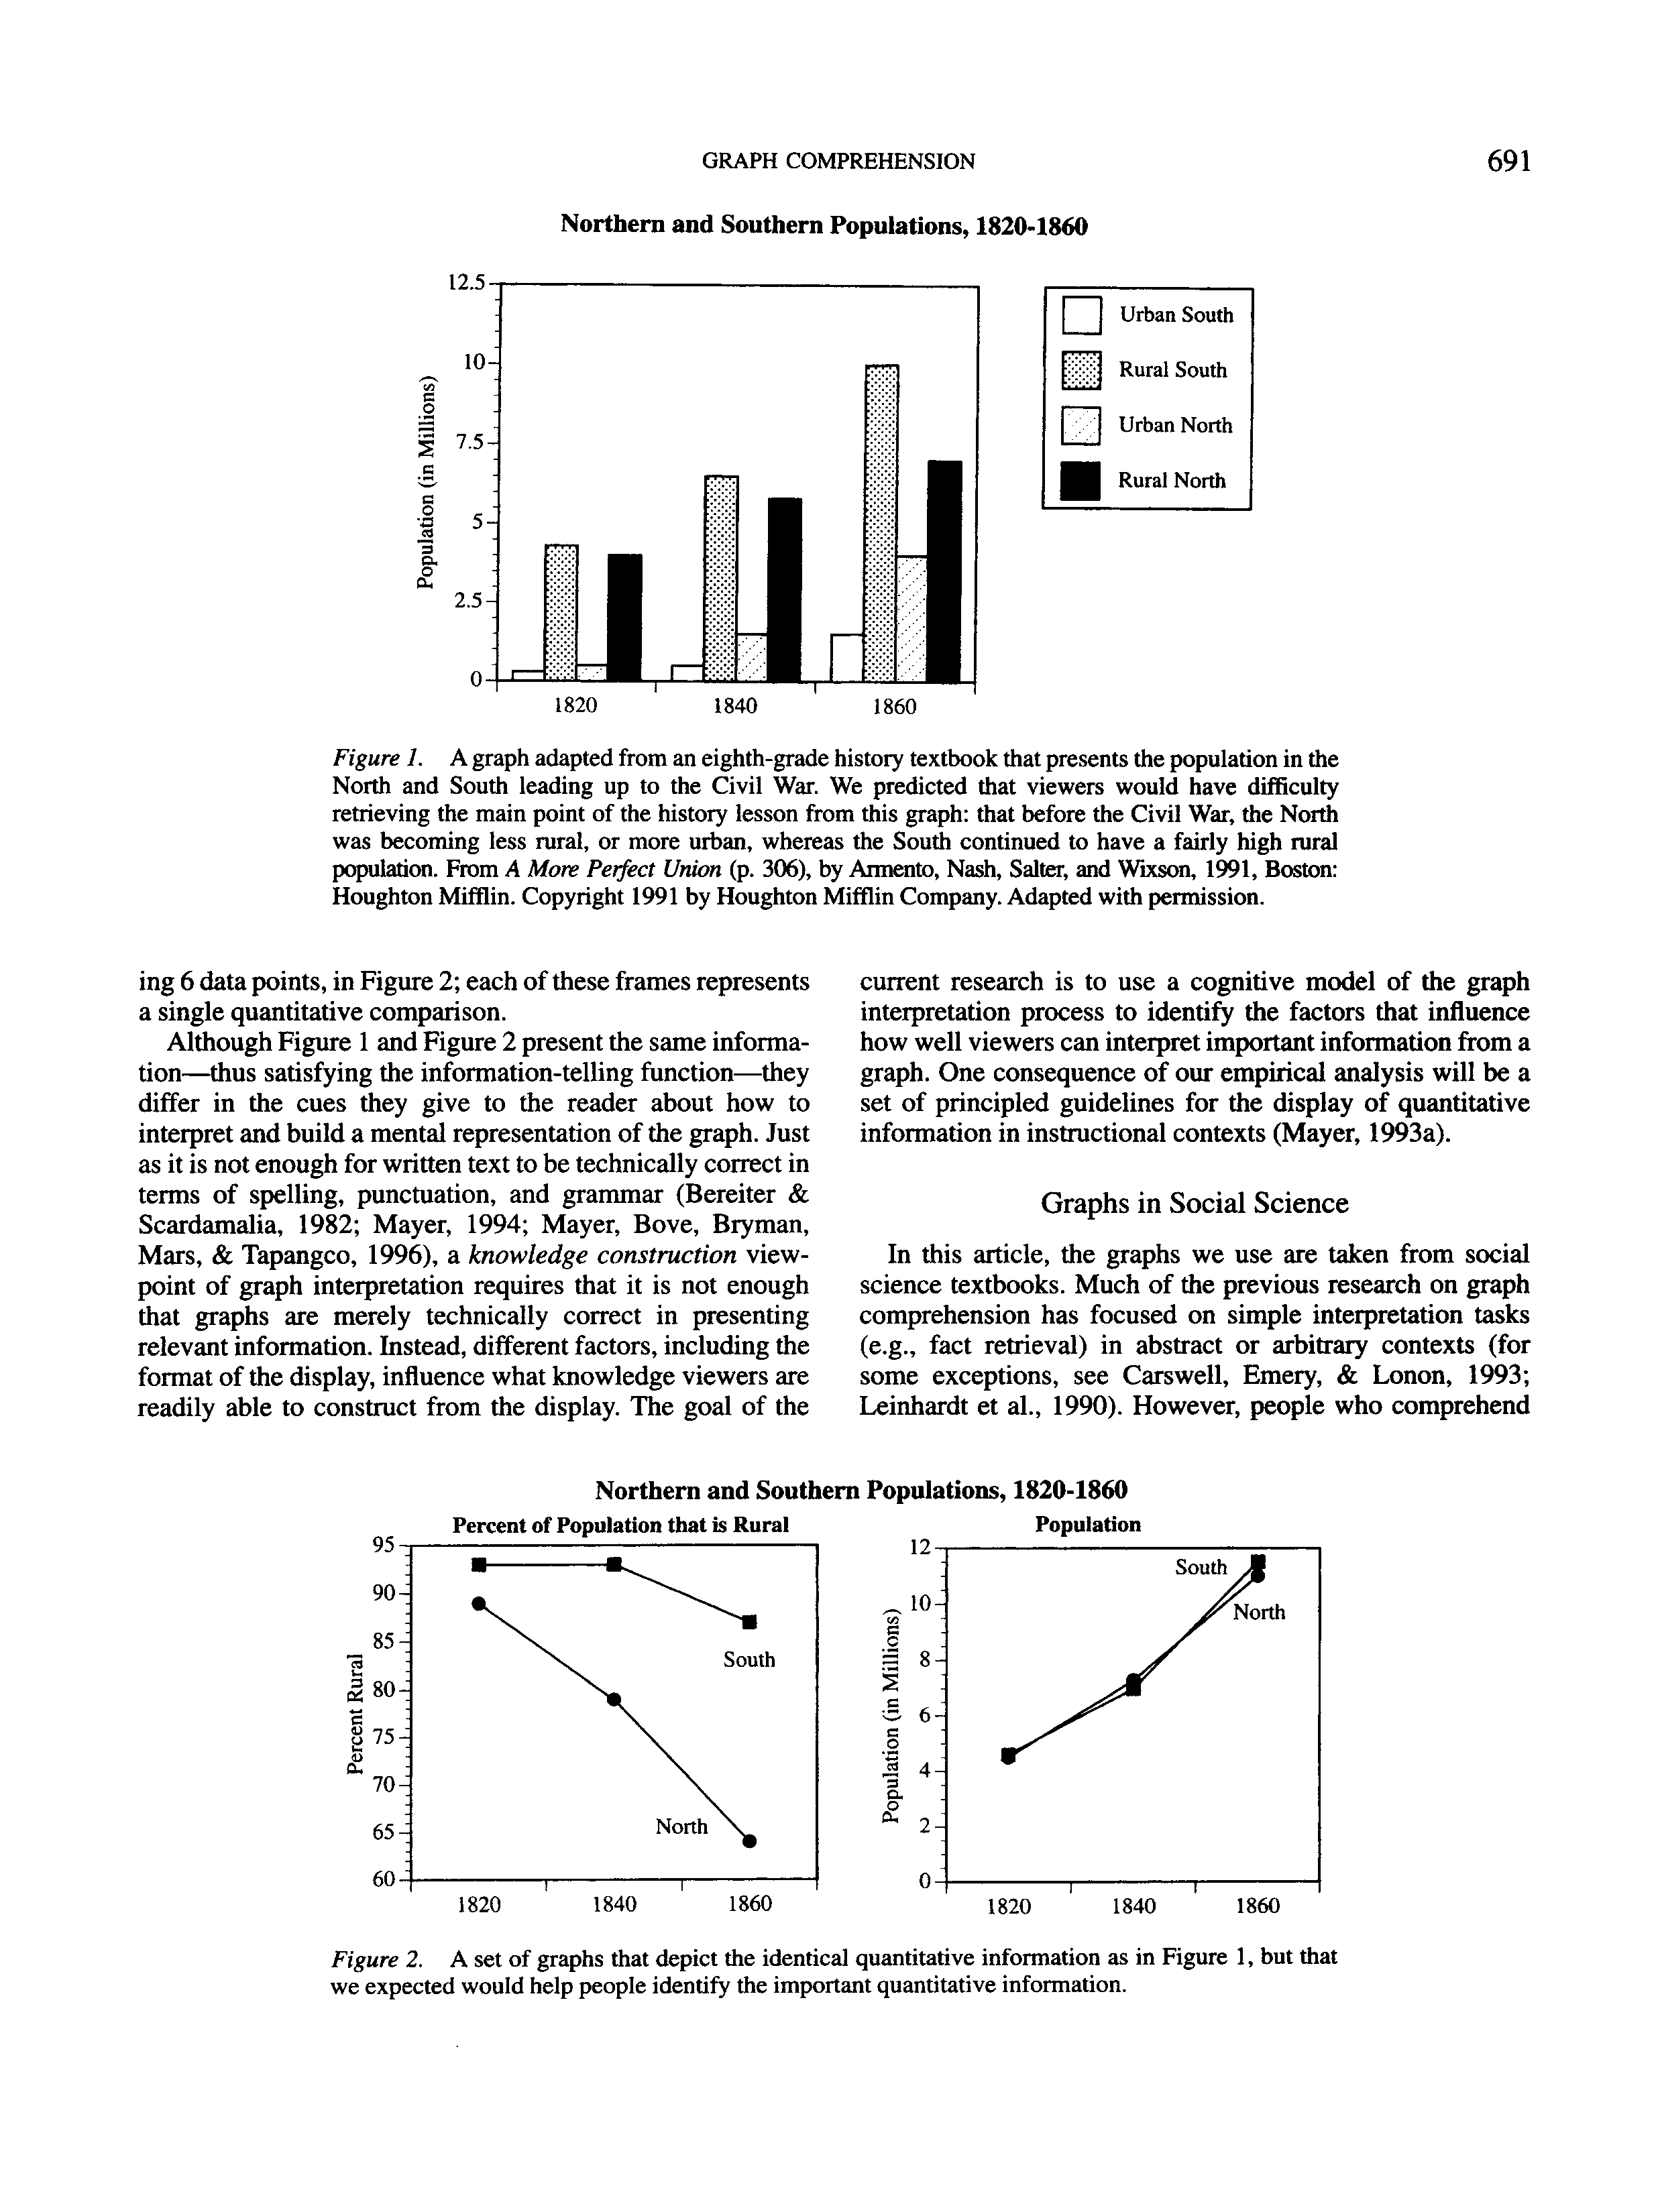 GRAPH COMPREHENSION
691
Northern and Southern Populations, 1820-1860
12.5
10
7.5
5
2.5
0
Population (in Millions)
1820
1840
1860
Urban South
Rural South
Urban North
Rural North
Figure 1. A graph adapted from an eighth-grade history textbook that presents the population in the
North and South leading up to the Civil War. We predicted that viewers would have difficulty
retrieving the main point of the history lesson from this graph: that before the Civil War, the North
was becoming less rural, or more urban, whereas the South continued to have a fairly high rural
population. From A More Perfect Union (p. 306), by Armento, Nash, Salter, and Wixson, 1991, Boston:
Houghton Mifflin. Copyright 1991 by Houghton Mifflin Company. Adapted with permission.
ing 6 data points, in Figure 2; each of these frames represents
a single quantitative comparison.
Although Figure 1 and Figure 2 present the same informa-
tion—thus satisfying the information-telling function—they
differ in the cues they give to the reader about how to
interpret and build a mental representation of the graph. Just
as it is not enough for written text to be technically correct in
terms of spelling, punctuation, and grammar (Bereiter &
Scardamalia, 1982; Mayer, 1994; Mayer, Bove, Bryman,
Mars, & Tapangco, 1996), a knowledge construction view-
point of graph interpretation requires that it is not enough
that graphs are merely technically correct in presenting
relevant information. Instead, different factors, including the
format of the display, influence what knowledge viewers are
readily able to construct from the display. The goal of the
current research is to use a cognitive model of the graph
interpretation process to identify the factors that influence
how well viewers can interpret important information from a
graph. One consequence of our empirical analysis will be a
set of principled guidelines for the display of quantitative
information in instructional contexts (Mayer, 1993a).
Graphs in Social Science
In this article, the graphs we use are taken from social
science textbooks. Much of the previous research on graph
comprehension has focused on simple interpretation tasks
(e.g., fact retrieval) in abstract or arbitrary contexts (for
some exceptions, see Carswell, Emery, & Lonon, 1993;
Leinhardt et al., 1990). However, people who comprehend
Northern and Southern Populations, 1820-1860
Percent of Population that is Rural
95
90
85
80
75
70
65
60
Percent Rural
South
North
1820
1840
1860
Population
12
10
8
6
4
2
0
Population (in Millions)
South
North
1820
1840
1860
Figure 2. A set of graphs that depict the identical quantitative information as in Figure 1, but that
we expected would help people identify the important quantitative information.